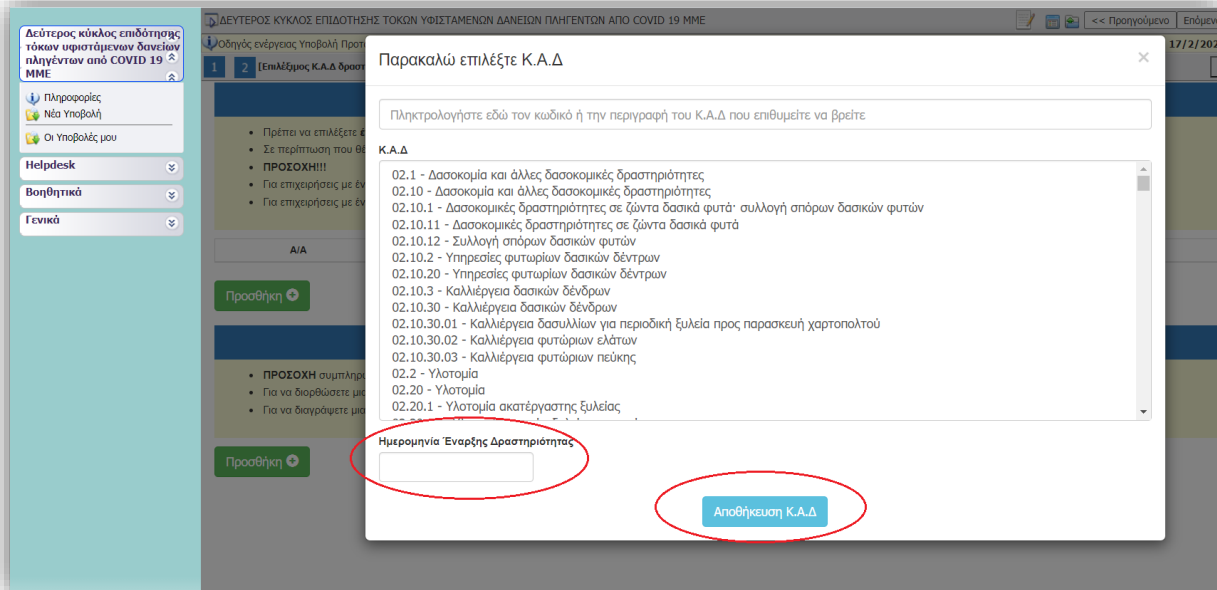 Δεύτερος κύκλος επιδότησης
τόκων υφιστάμενων δανείων
πληγέντων από COVID 19
ΜΜΕ
Πληροφορίες
Νέα Υποβολή
Οι Υποβολές μου
Helpdesk
Βοηθητικά
Γενικά
ΔΕΥΤΕΡΟΣ ΚΥΚΛΟΣ ΕΠΙΔΟΤΗΣΗΣ ΤΟΚΩΝ ΥΦΙΣΤΑΜΕΝΩΝ ΔΑΝΕΙΩΝ ΠΛΗΓΕΝΤΩΝ ΑΠΟ COVID 19 ΜΜΕ
<< Προηγούμενο
Οδηγός ενέργειας Υποβολή
17/2/202
1 2 [Επιλέξιμος Κ.Α.Δ
Πρέπει να επιλέξετε
Σε περίπτωση που
ΠΡΟΣΟΧΗ!!!
Για επιχειρήσεις με
Για επιχειρήσεις με
Α/Α
Προσθήκη
ΠΡΟΣΟΧΗ
Για να διορθώσετε
Για να διαγράψετε
Προσθήκη
Παρακαλώ επιλέξτε Κ.Α.Δ
×
Πληκτρολογήστε εδώ τον κωδικό ή την περιγραφή του Κ.Α.Δ που επιθυμείτε να βρείτε
Κ.Α.Δ
02.1 - Δασοκομία και άλλες δασοκομικές δραστηριότητες
02.10 - Δασοκομία και άλλες δασοκομικές δραστηριότητες
02.10.1 - Δασοκομικές δραστηριότητες σε ζώντα δασικά φυτά· συλλογή σπόρων δασικών φυτών
02.10.11 - Δασοκομικές δραστηριότητες σε ζώντα δασικά φυτά
02.10.12 - Συλλογή σπόρων δασικών φυτών
02.10.2 - Υπηρεσίες φυτωρίων δασικών δέντρων
02.10.20 - Υπηρεσίες φυτωρίων δασικών δέντρων
02.10.3 - Καλλιέργεια δασικών δένδρων
02.10.30 - Καλλιέργεια δασικών δένδρων
02.10.30.01 - Καλλιέργεια δασυλλίων για περιοδική ξυλεία προς παρασκευή χαρτοπολτού
02.10.30.02 - Καλλιέργεια φυτώριων ελάτων
02.10.30.03 - Καλλιέργεια φυτώριων πεύκης
02.2 - Υλοτομία
02.20 - Υλοτομία
02.20.1 - Υλοτομία ακατέργαστης ξυλείας
Ημερομηνία Έναρξης Δραστηριότητας
Αποθήκευση Κ.Α.Δ